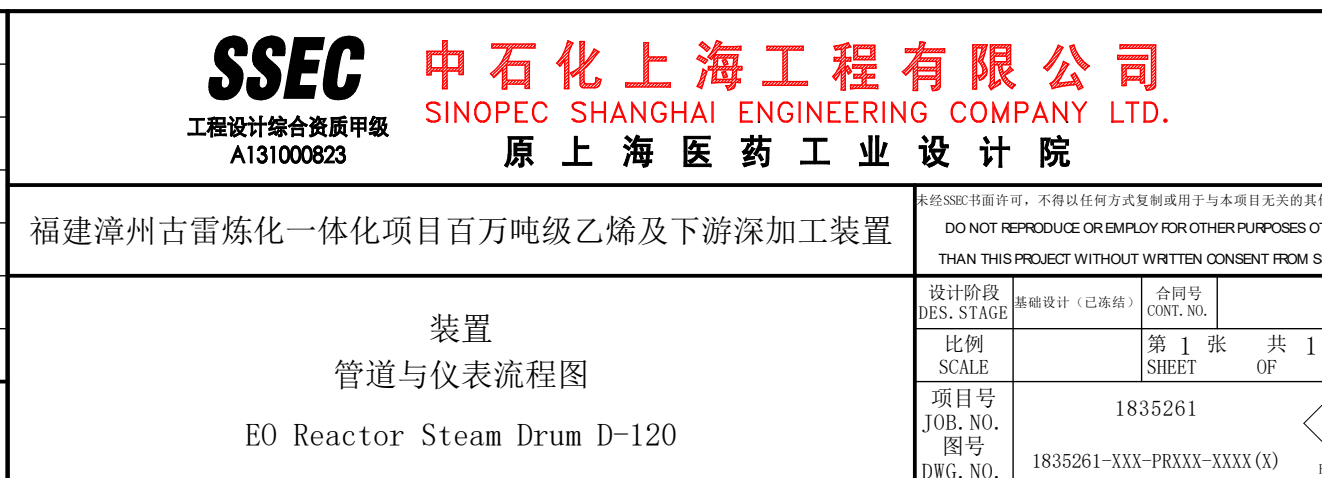 SSEC
工程设计综合资质甲级
A131000823
中石化上海工程有限公司
SINOPEC SHANGHAI ENGINEERING COMPANY LTD.
原上海医药工业设计院
福建漳州古雷炼化一体化项目百万吨级乙烯及下游深加工装置
未经SSEC书面许可，不得以任何方式复制或用于与本项目无关的其
DO NOT REPRODUCE OR EMPLOY FOR OTHER PURPOSES
THAN THIS PROJECT WITHOUT WRITTEN CONSENT FROM
装置
管道与仪表流程图
EO Reactor Steam Drum D-120
设计阶段 基础设计（已冻结） 合同号
DES. STAGE CONT. NO.
比例 第 1 张 共 1
SCALE SHEET OF
项目号
JOB. NO. 1835261
图号
DWG. NO. 1835261-XXX-PRXXX-XXXX(X)